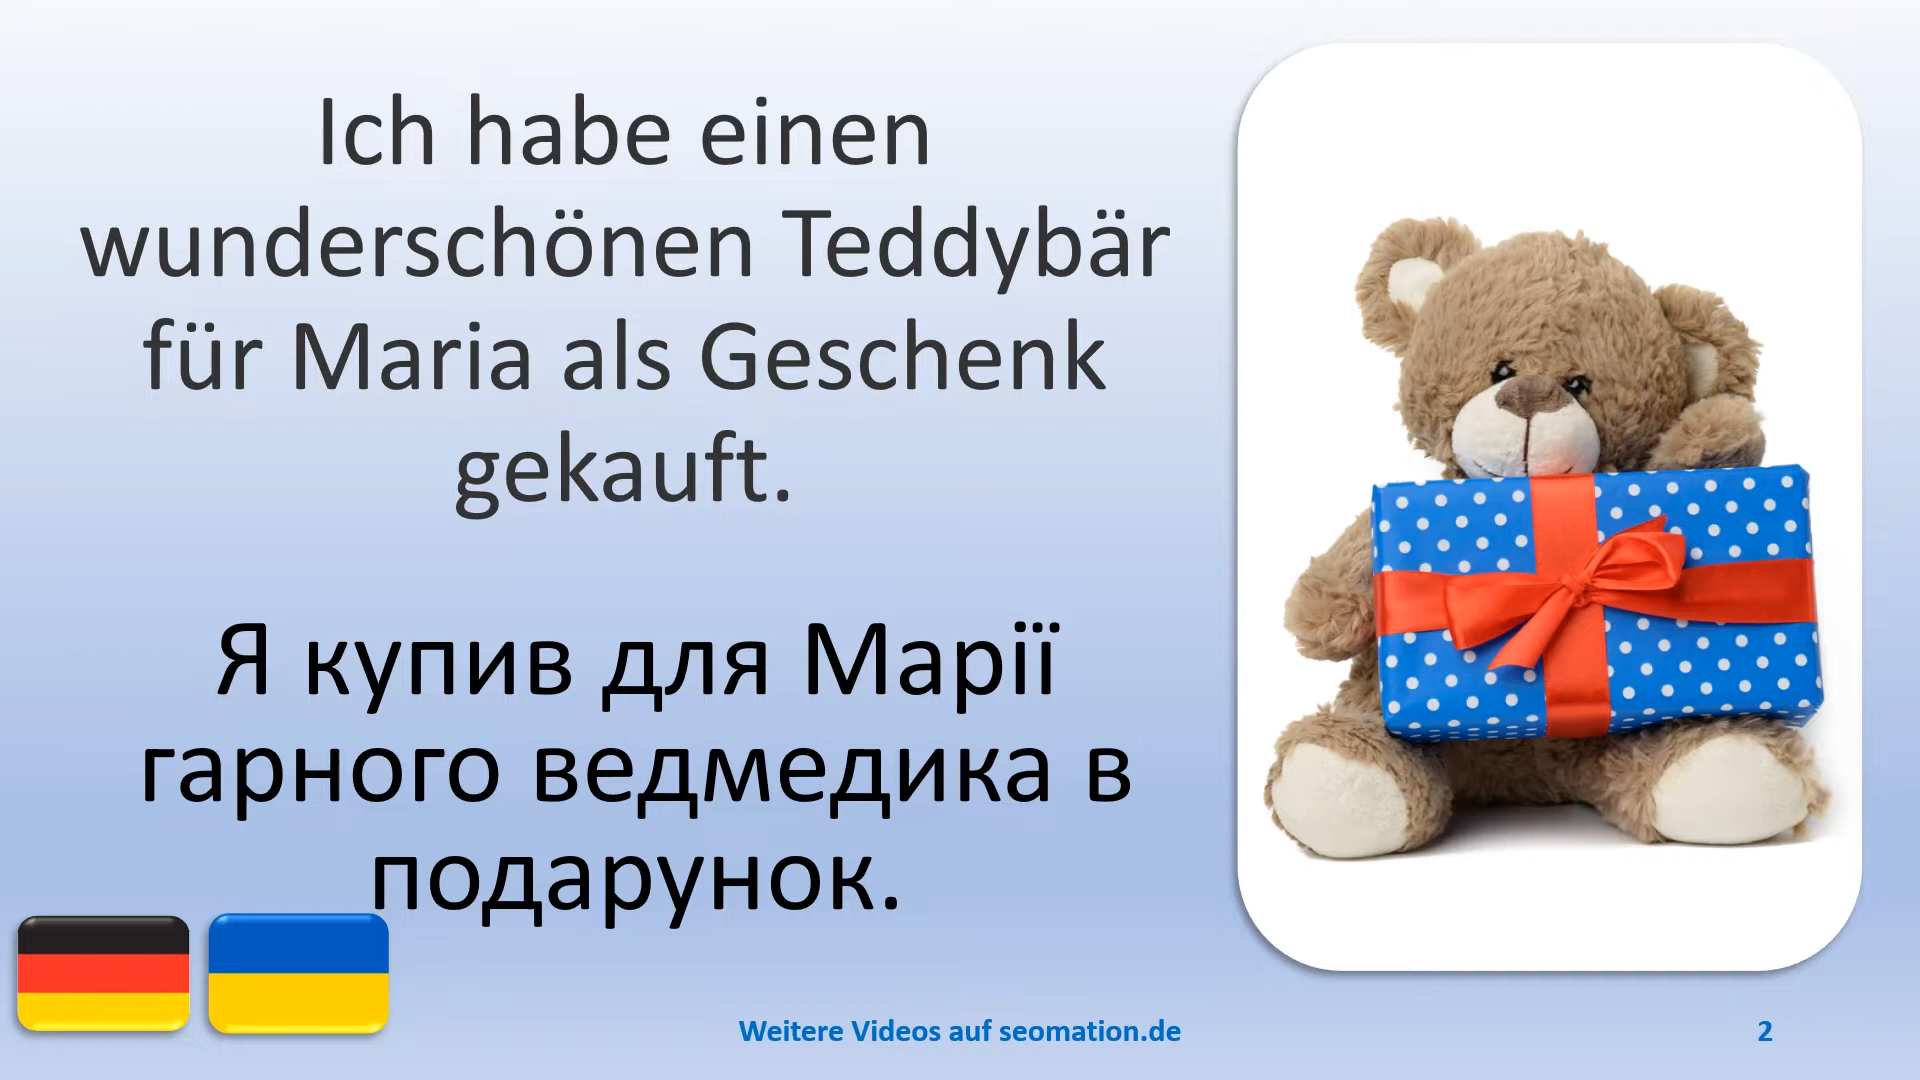 Ich habe einen
wunderschönen Teddybär
für Maria als Geschenk
gekauft.
Я купив для Марії
гарного ведмедика в
подарунок.
Weitere Videos auf seomation.de
2